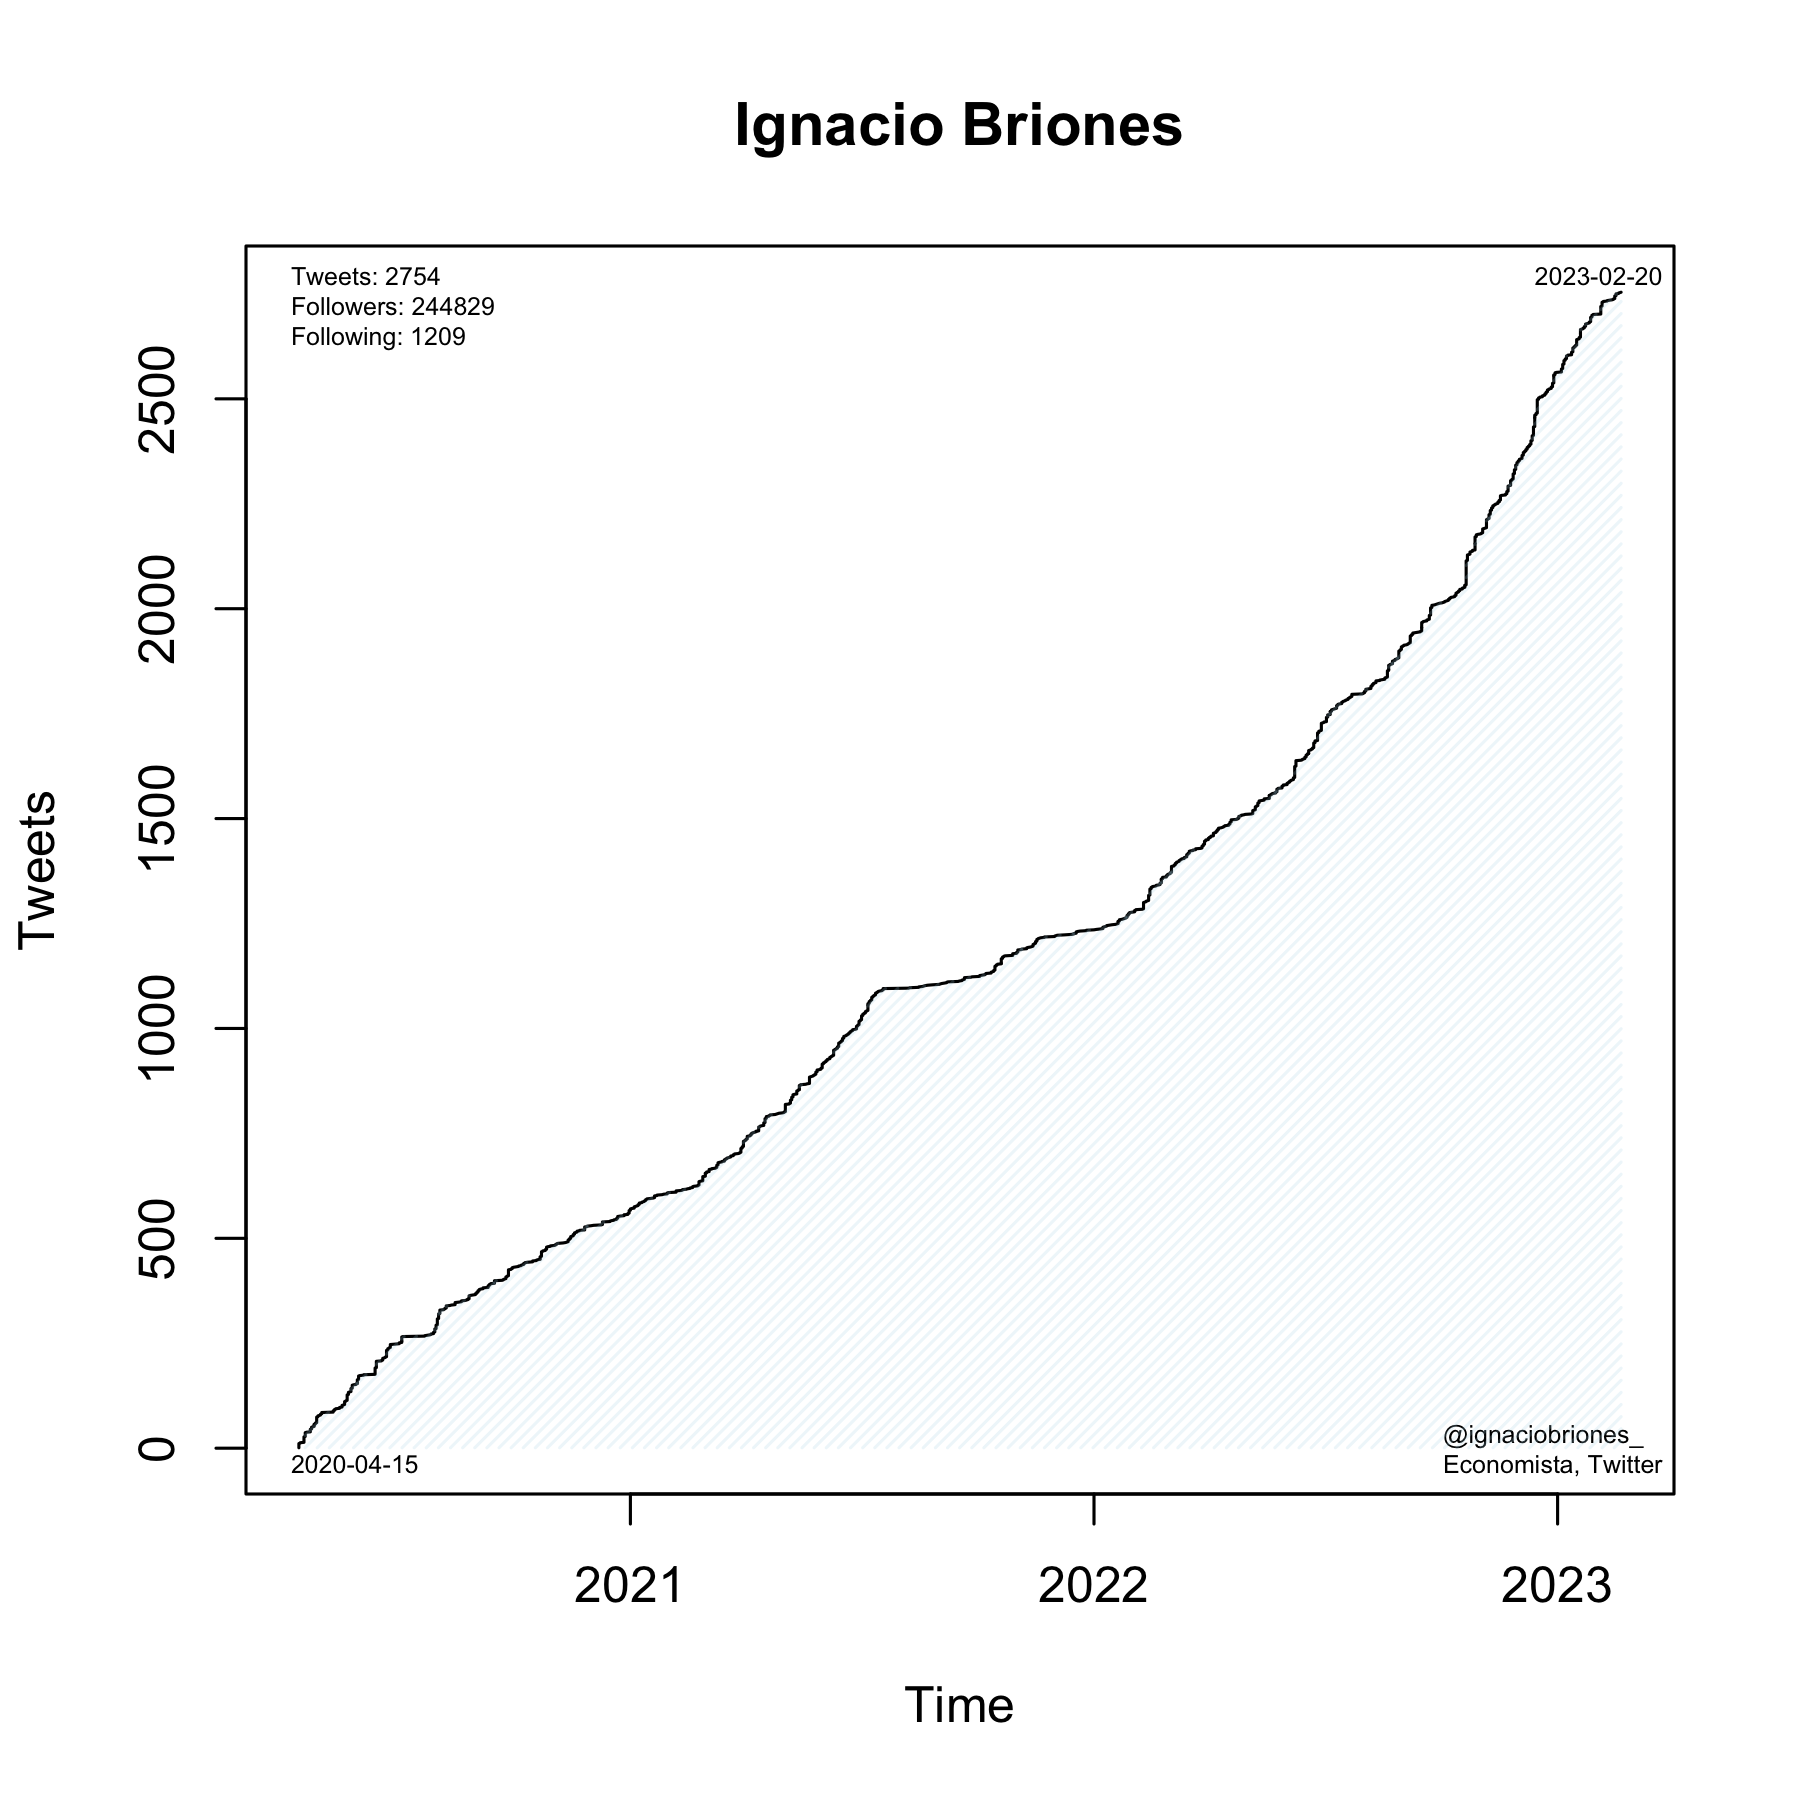 Ignacio Briones
Tweets: 2754
Followers: 244829
Following: 1209
2023-02-20
2500
2000
1500
1000
500
0
Tweets
2020-04-15
@ignaciobriones_
Economista, Twitter
2021
2022
2023
Time